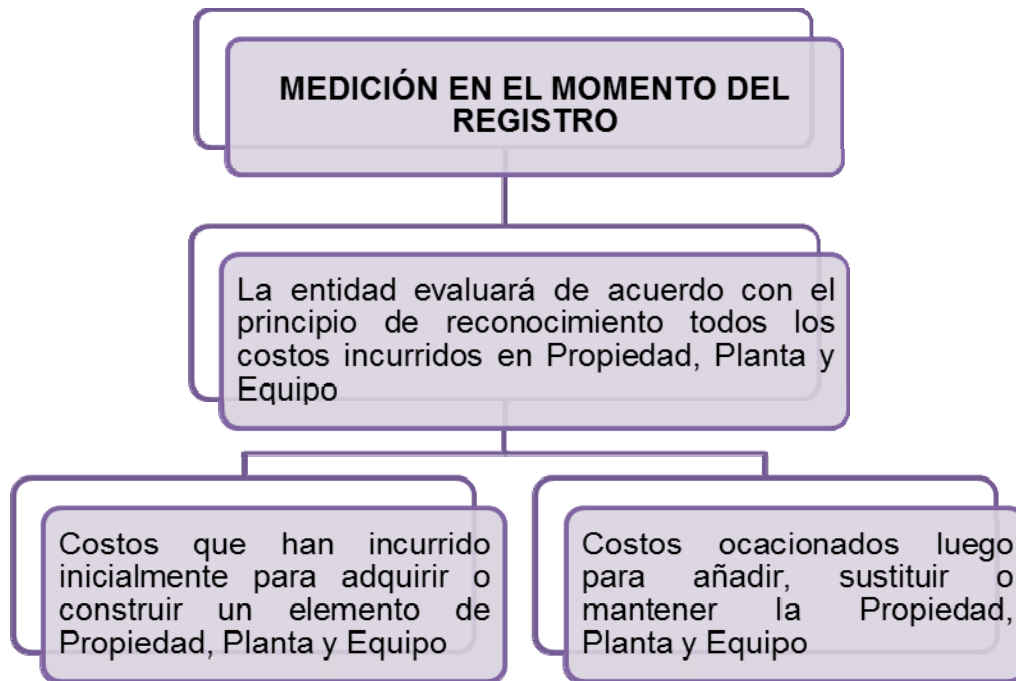 MEDICIÓN EN EL MOMENTO DEL
REGISTRO
La entidad evaluará de acuerdo con el
principio de reconocimiento todos los
costos incurridos en Propiedad, Planta y
Equipo
Costos que han incurrido
inicialmente para adquirir o
construir un elemento de
Propiedad, Planta y Equipo
Costos ocacionados luego
para añadir, sustituir o
mantener la Propiedad,
Planta y Equipo